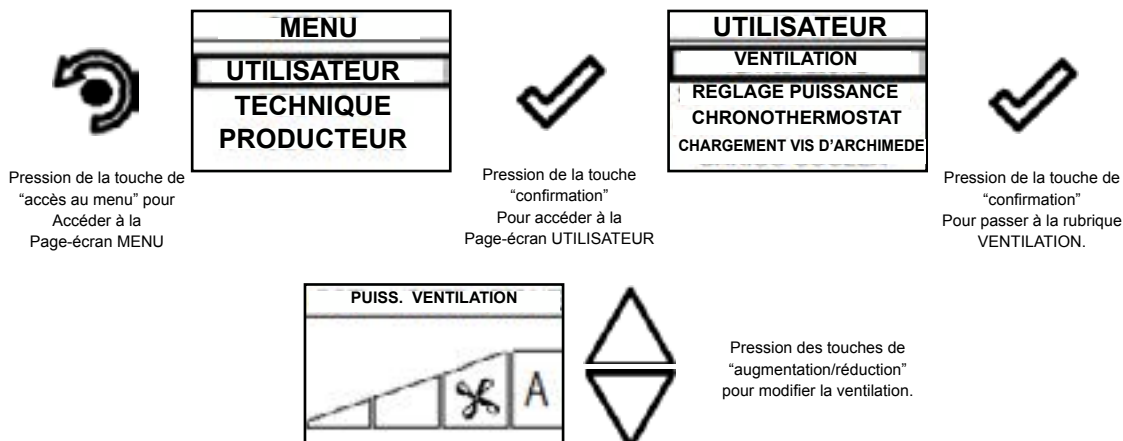 MENU
UTILISATEUR
TECHNIQUE
PRODUCTEUR
UTILISATEUR
VENTILATION
REGLAGE PUISSANCE
CHRONOTHERMOSTAT
CHARGEMENT VIS D'ARCHIMEDE
Pression de la touche de
“accès au menu” pour
Accéder à la
Page-écran MENU
Pression de la touche
“confirmation”
Pour accéder à la
Page-écran UTILISATEUR
Pression de la touche de
“confirmation”
Pour passer à la rubrique
VENTILATION.
PUISS. VENTILATION
A
Pression des touches de
“augmentation/réduction”
pour modifier la ventilation.